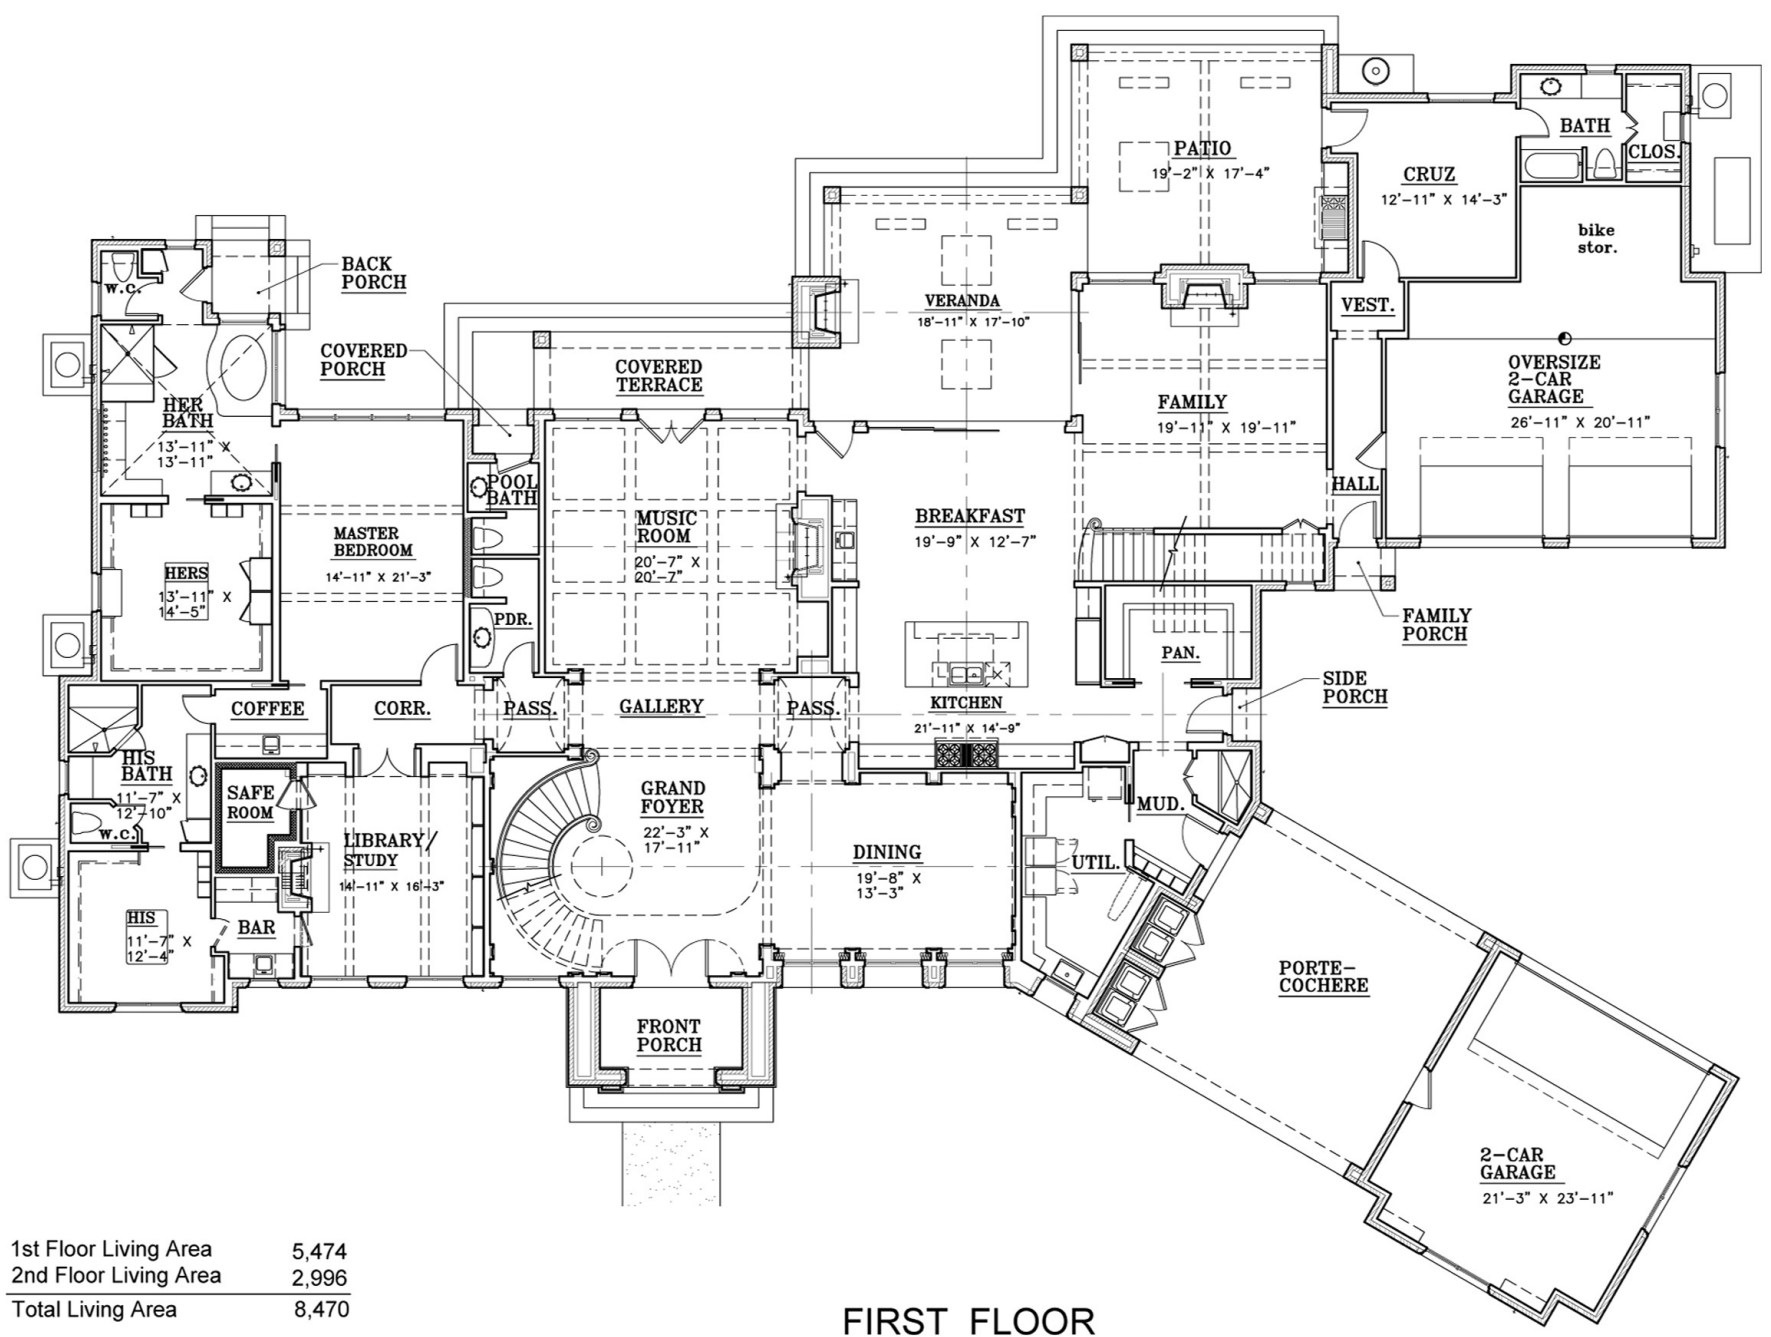 PATIO
19'-2" X 17'-4"
BATH
CLOS.
CRUZ
12'-11" X 14'-3"
bike
stor.
BACK
PORCH
W.C.
VERANDA
18'-11" X 17'-10"
VEST.
COVERED
PORCH
COVERED
TERRACE
OVERSIZE
2-CAR
GARAGE
26'-11" X 20'-11"
HER
BATH
13'-11" X
13'-11"
FAMILY
19'-11" X 19'-11"
HALL
POOL
BATH
MASTER
BEDROOM
14'-11" X 21'-3"
MUSIC
ROOM
20'-7" X
20'-7"
BREAKFAST
19'-9" X 12'-7"
HERS
13'-11" X
14'-5"
PDR.
FAMILY
PORCH
PAN.
SIDE
PORCH
COFFEE
CORR.
PASS.
GALLERY
PASS.
KITCHEN
21'-11" X 14'-9"
HIS
BATH
11'-7" X
12'-10"
W.C.
SAFE
ROOM
GRAND
FOYER
22'-3" X
17'-11"
MUD.
LIBRARY/
STUDY
14'-11" X 16'-3"
DINING
19'-8" X
13'-3"
UTIL.
HIS
11'-7" X
12'-4"
BAR
PORTE-
COCHERE
FRONT
PORCH
2-CAR
GARAGE
21'-3" X 23'-11"
1st Floor Living Area 5,474
2nd Floor Living Area 2,996
Total Living Area 8,470
FIRST FLOOR